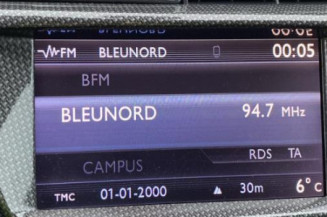 FM BLEUNORD 00:05
BFM
BLEUNORD 94.7 MHz
RDS TA
CAMPUS
TMC 01-01-2000 30m 6°C